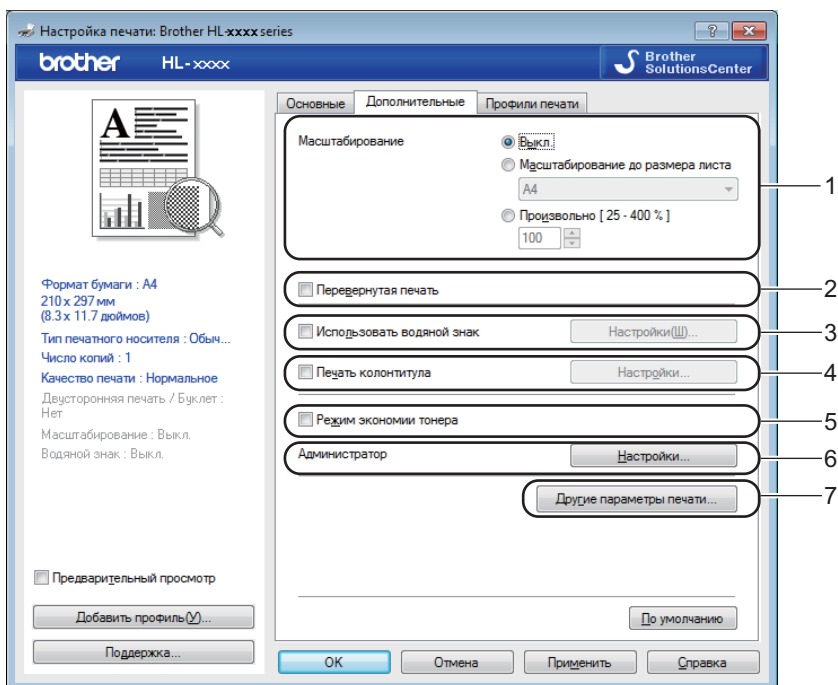 Настройка печати: Brother HL-xxxx series
brother HL-xxxx
Brother
SolutionsCenter
A
Формат бумаги : A4
210 x 297 мм
(8.3 x 11.7 дюймов)
Тип печатного носителя : Обыч...
Число копий : 1
Качество печати : Нормальное
Двусторонняя печать / Буклет :
Нет
Масштабирование : Выкл.
Водяной знак : Выкл.
Предварительный просмотр
Добавить профиль(У)...
Поддержка...
Основные Дополнительные Профили печати
Масштабирование
Выкл.
Масштабирование до размера листа
A4
Произвольно [ 25 - 400 % ]
100
1
Перевернутая печать
2
Использовать водяной знак Настройки(Ш)...
3
Печать колонтитула Настройки...
4
Режим экономии тонера
5
Администратор Настройки...
6
Другие параметры печати...
7
По умолчанию
OK Отмена Применить Справка